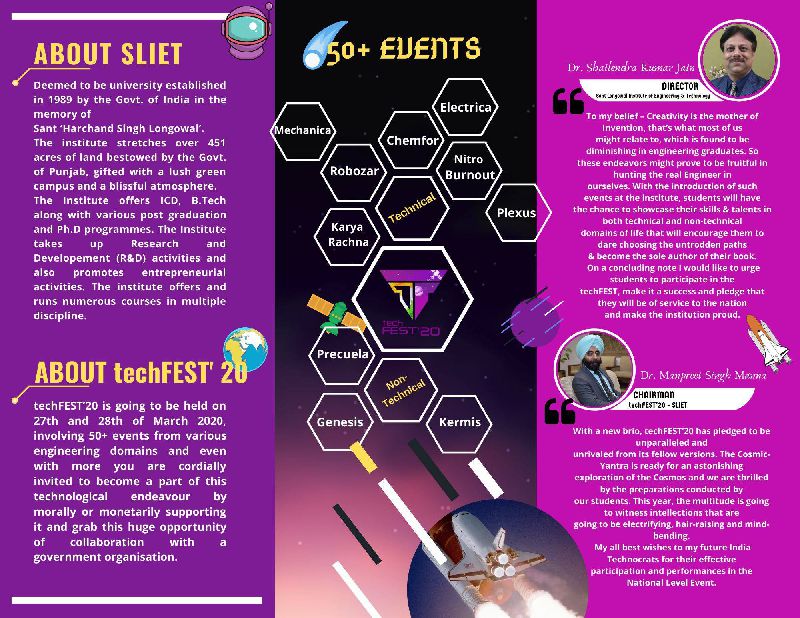 ABOUT SLIET
Deemed to be university established
in 1989 by the Govt. of India in the
memory of
Sant ‘Harchand Singh Longowal’.
The institute stretches over 451
acres of land bestowed by the Govt.
of Punjab, gifted with a lush green
campus and a blissful atmosphere.
The Institute offers ICD, B.Tech
along with various post graduation
and Ph.D programmes. The Institute
takes up Research and
Developement (R&D) activities and
also promotes entrepreneurial
activities. The institute offers and
runs numerous courses in multiple
discipline.
ABOUT techFEST' 20
techFEST'20 is going to be held on
27th and 28th of March 2020,
involving 50+ events from various
engineering domains and even
with more you are cordially
invited to become a part of this
technological endeavour by
morally or monetarily supporting
it and grab this huge opportunity
of collaboration with a
government organisation.
50+ EVENTS
Electrica
Mechanica
Chemfor
Nitro
Burnout
Robozar
Technical
Plexus
Karya
Rachna
tech
FEST'20
Precuela
Non-
Technical
Genesis
Kermis
Dr. Shailendra Kumar Jain
DIRECTOR
Sant Longowal Institute of Engineering & Technology
To my belief – Creativity is the mother of
invention, that's what most of us
might relate to, which is found to be
diminishing in engineering graduates. So
these endeavors might prove to be fruitful in
hunting the real Engineer in
ourselves. With the introduction of such
events at the Institute, students will have
the chance to showcase their skills & talents in
both technical and non-technical
domains of life that will encourage them to
dare choosing the untrodden paths
& become the sole author of their book.
On a concluding note I would like to urge
students to participate in the
techFEST, make it a success and pledge that
they will be of service to the nation
and make the institution proud.
Dr. Manpreet Singh Manna
CHAIRMAN
techFEST'20 - SLIET
With a new brio, techFEST'20 has pledged to be
unparalleled and
unrivaled from its fellow versions. The Cosmic-
Yantra is ready for an astonishing
exploration of the Cosmos and we are thrilled
by the preparations conducted by
our students. This year, the multitude is going
to witness intellections that are
going to be electrifying, hair-raising and mind-
bending.
My all best wishes to my future India
Technocrats for their effective
participation and performances in the
National Level Event.